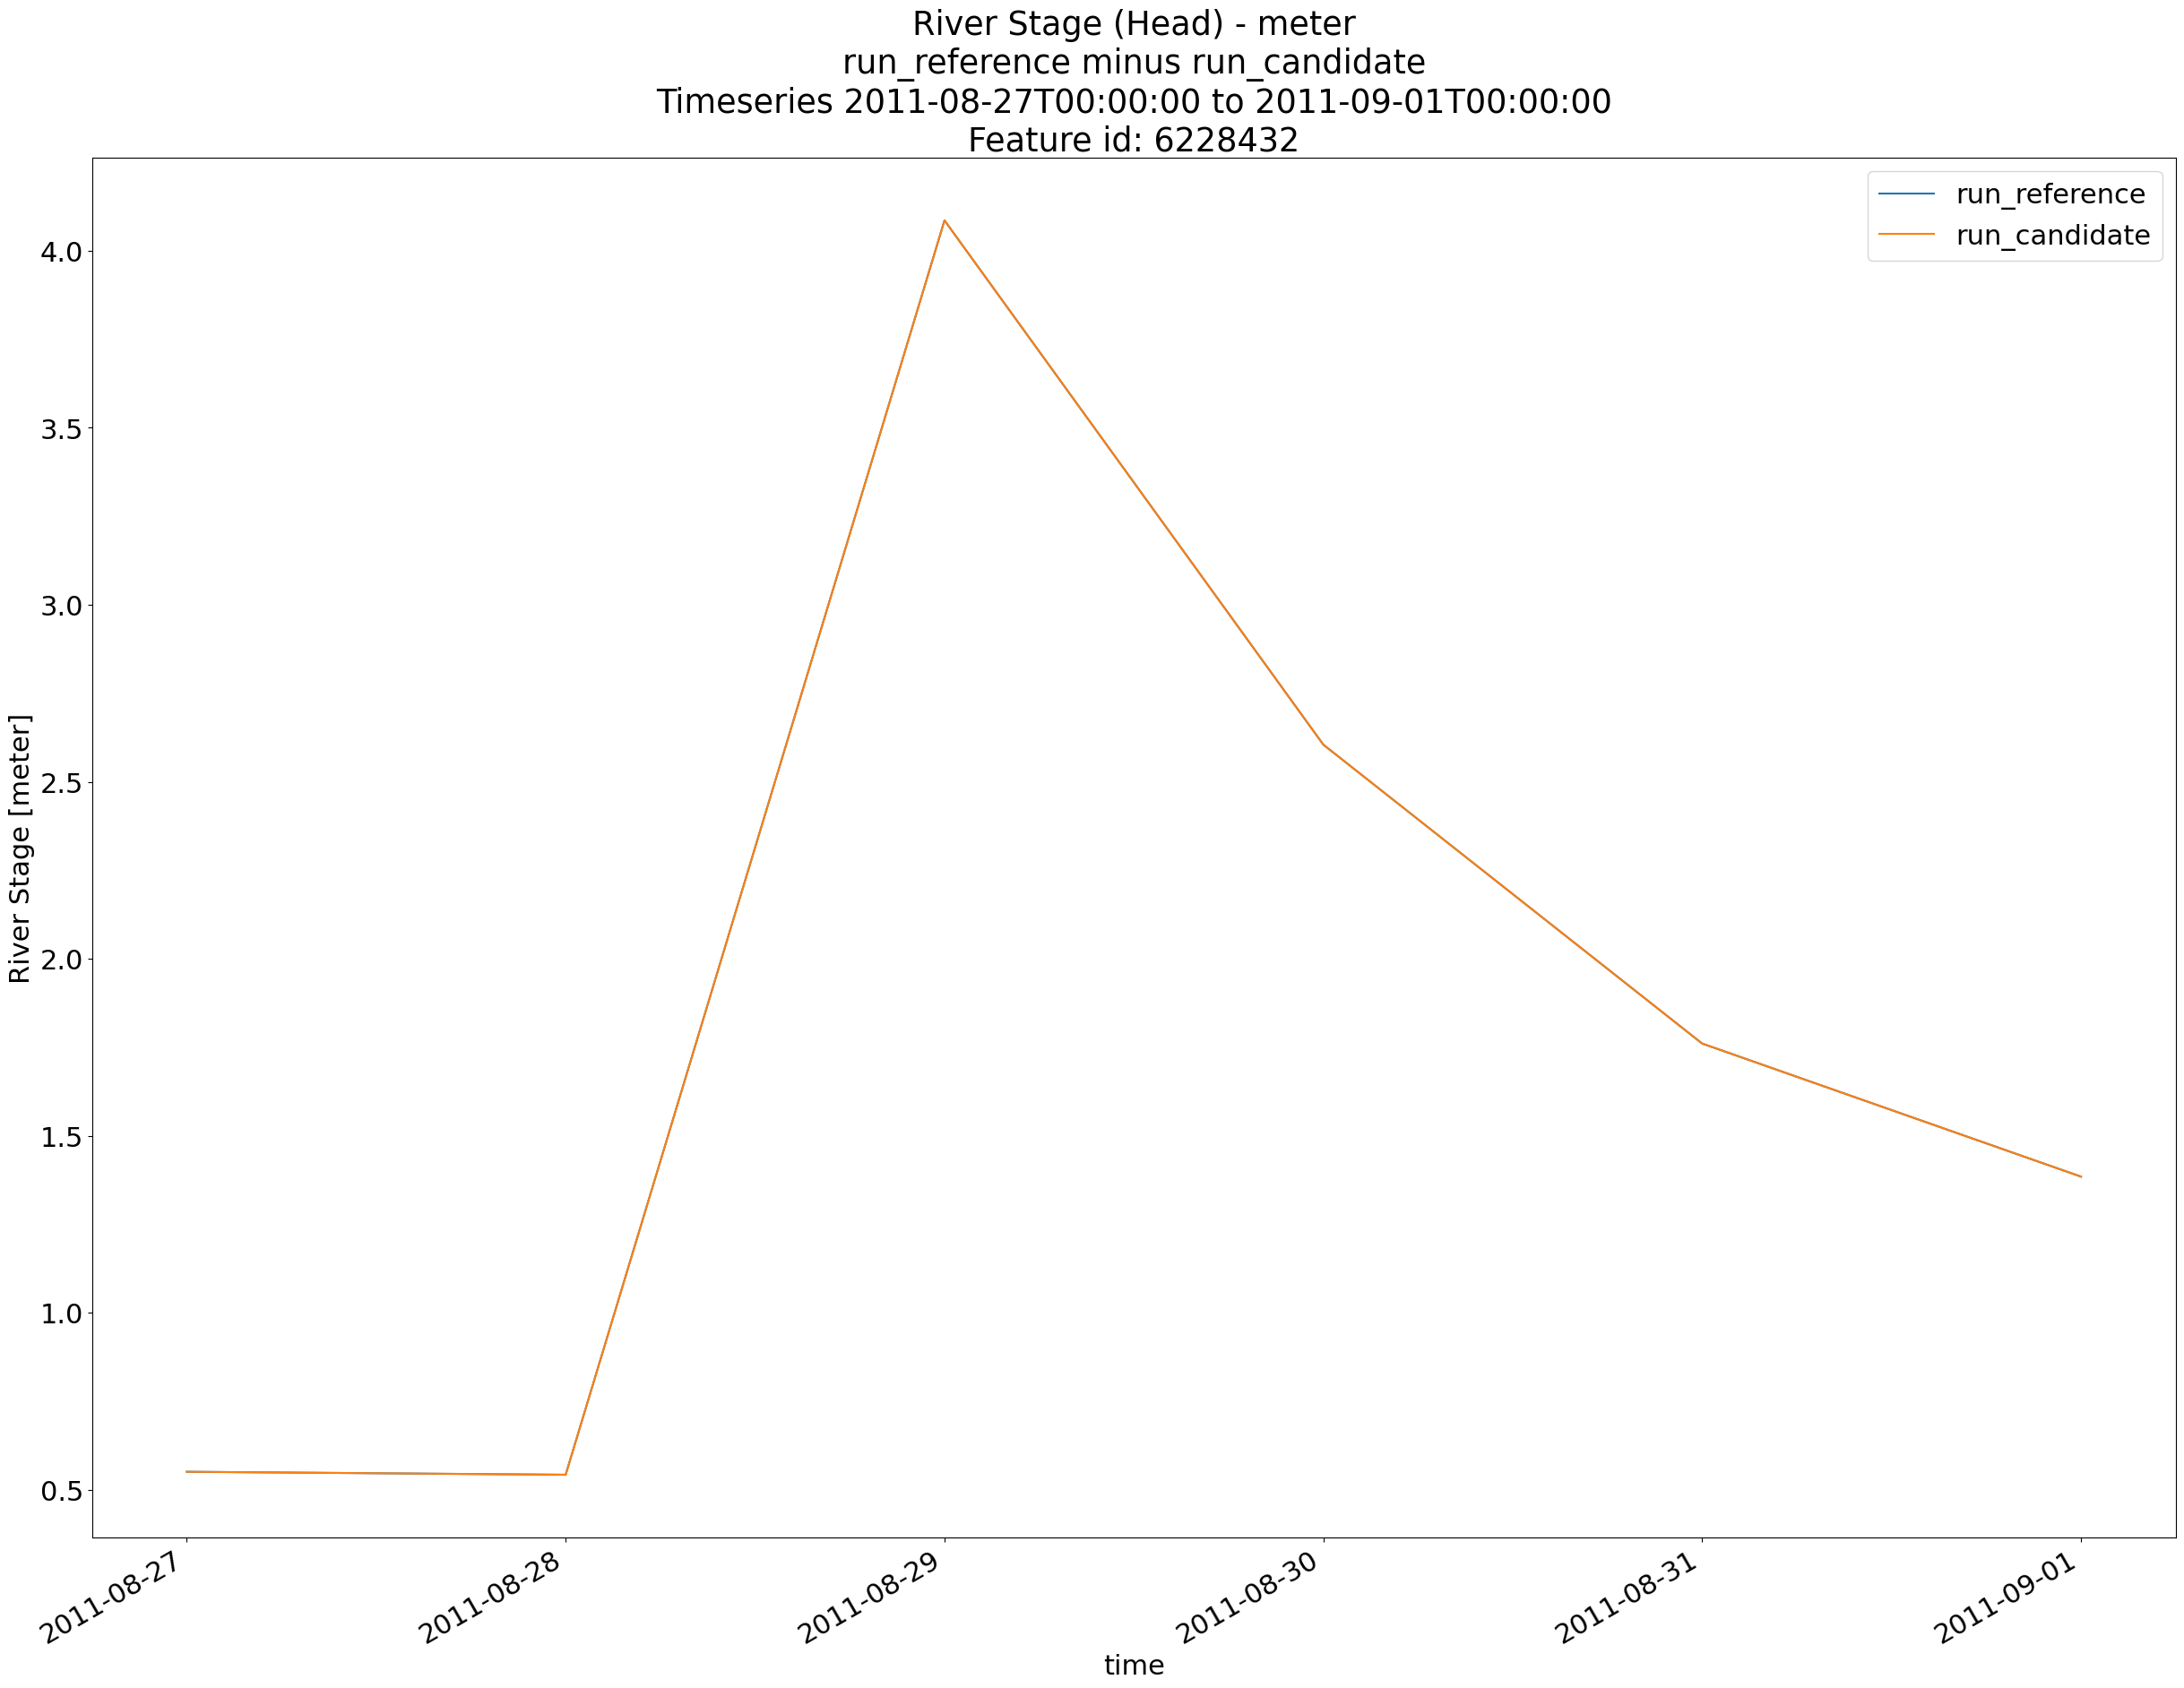 River Stage (Head) - meter
run_reference minus run_candidate
Timeseries 2011-08-27T00:00:00 to 2011-09-01T00:00:00
Feature id: 6228432
run_reference
run_candidate
4.0
3.5
3.0
2.5
2.0
1.5
1.0
0.5
River Stage [meter]
2011-08-27
2011-08-28
2011-08-29
2011-08-30
2011-08-31
2011-09-01
time